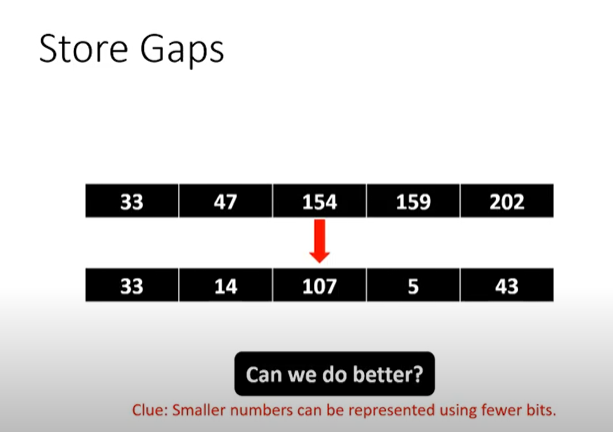 Store Gaps
33 47 154 159 202
33 14 107 5 43
Can we do better?
Clue: Smaller numbers can be represented using fewer bits.